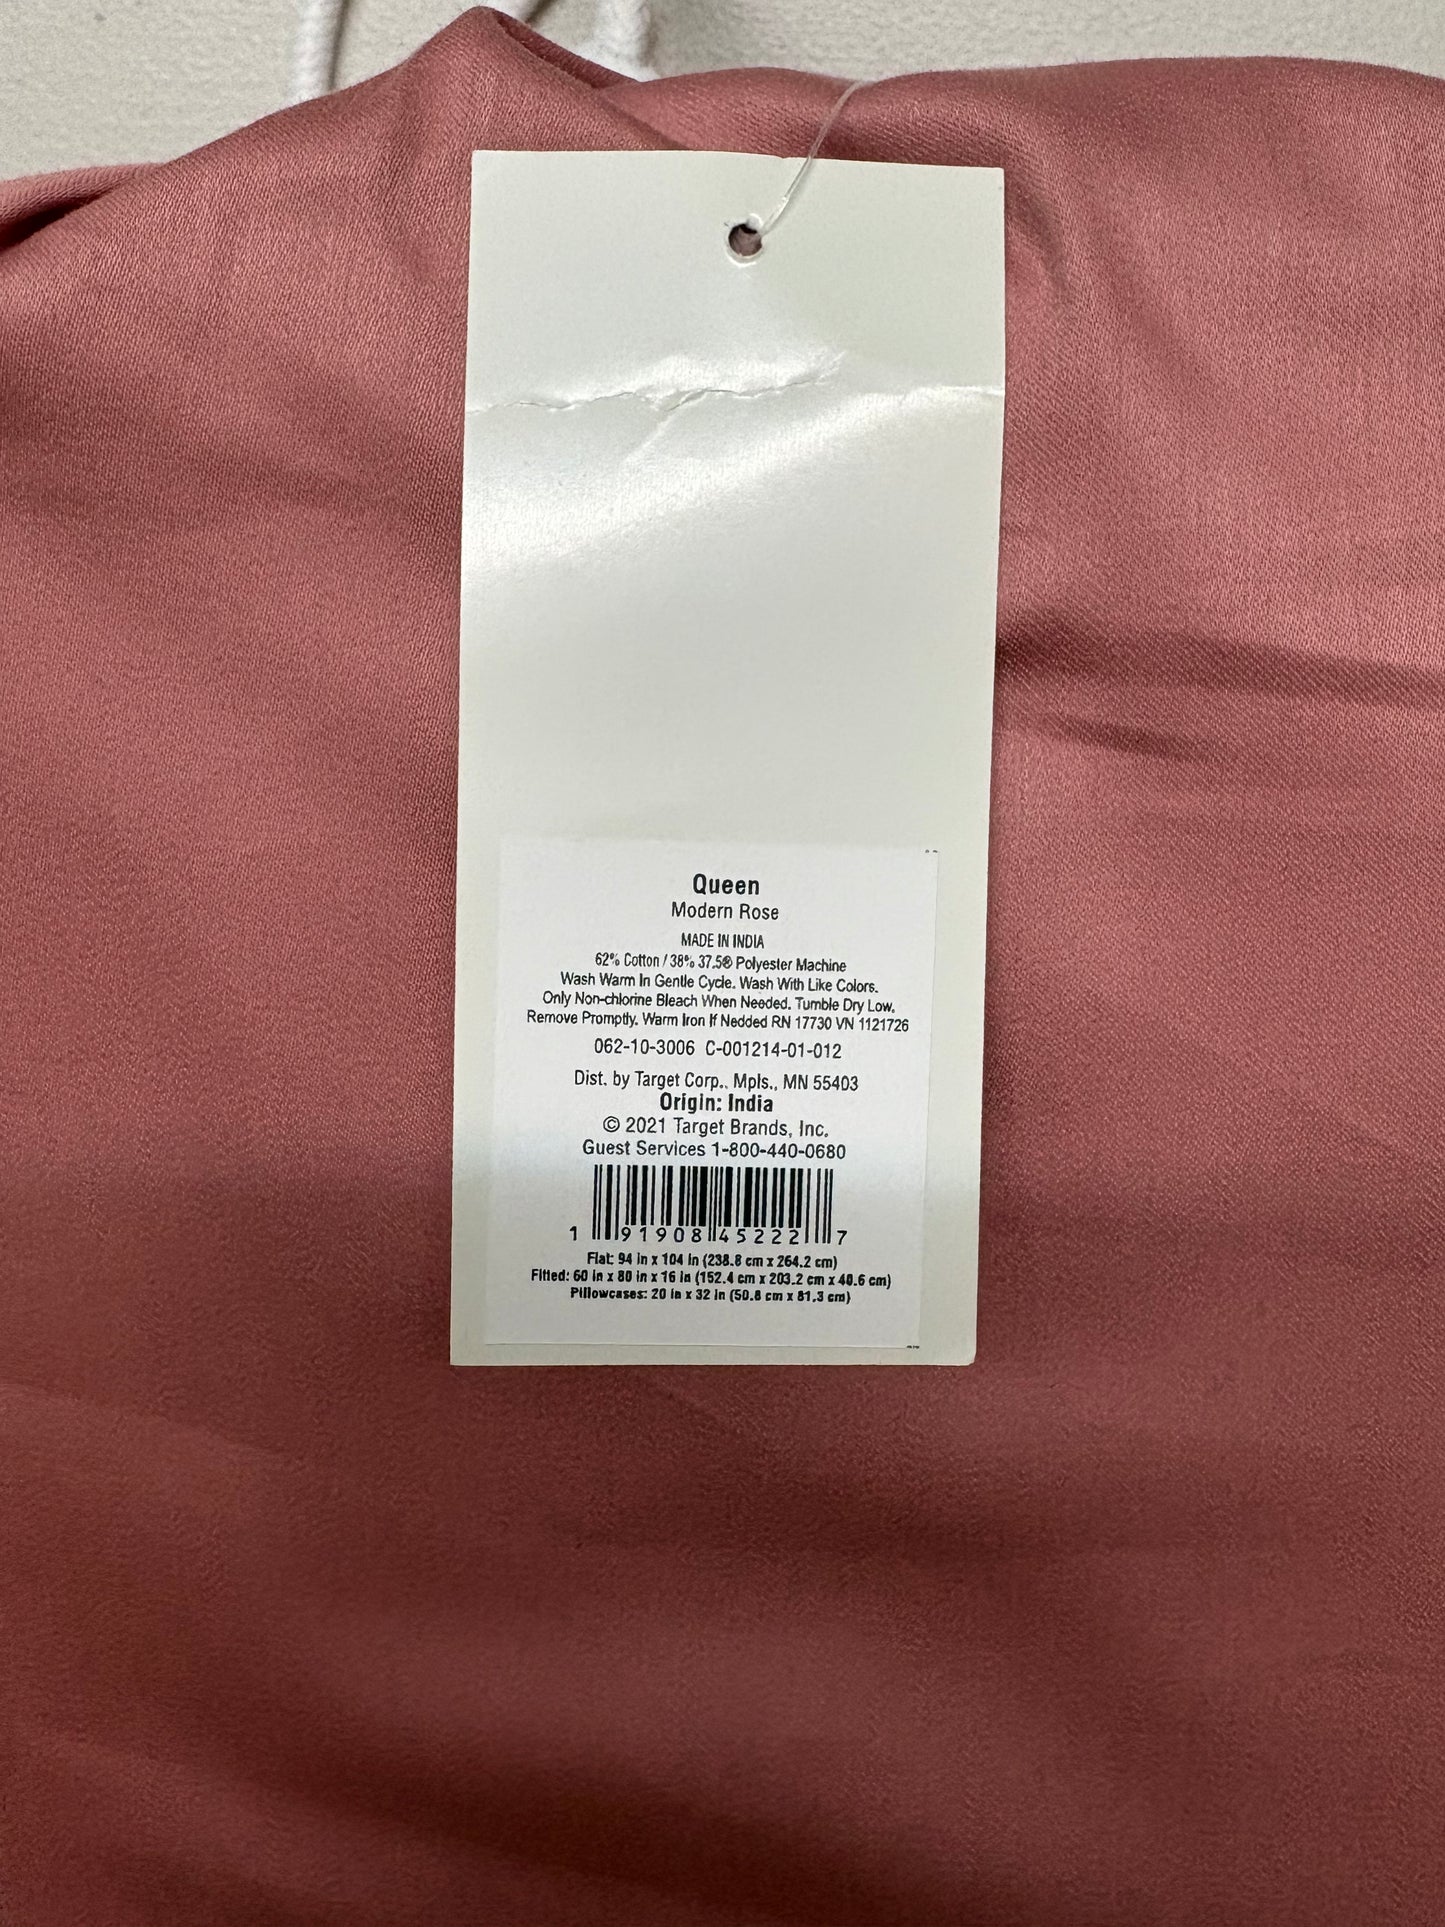 Queen
Modern Rose
MADE IN INDIA
62% Cotton / 38% 37.5® Polyester Machine
Wash Warm In Gentle Cycle. Wash With Like Colors.
Only Non-chlorine Bleach When Needed. Tumble Dry Low.
Remove Promptly. Warm Iron If Nedded RN 17730 VN 1121726
062-10-3006 C-001214-01-012
Dist. by Target Corp., Mpls., MN 55403
Origin: India
© 2021 Target Brands, Inc.
Guest Services 1-800-440-0680
1 91908 45222 7
Flat: 94 in x 104 in (238.8 cm x 264.2 cm)
Fitted: 60 in x 80 in x 16 in (152.4 cm x 203.2 cm x 40.6 cm)
Pillowcases: 20 in x 32 in (50.8 cm x 81.3 cm)